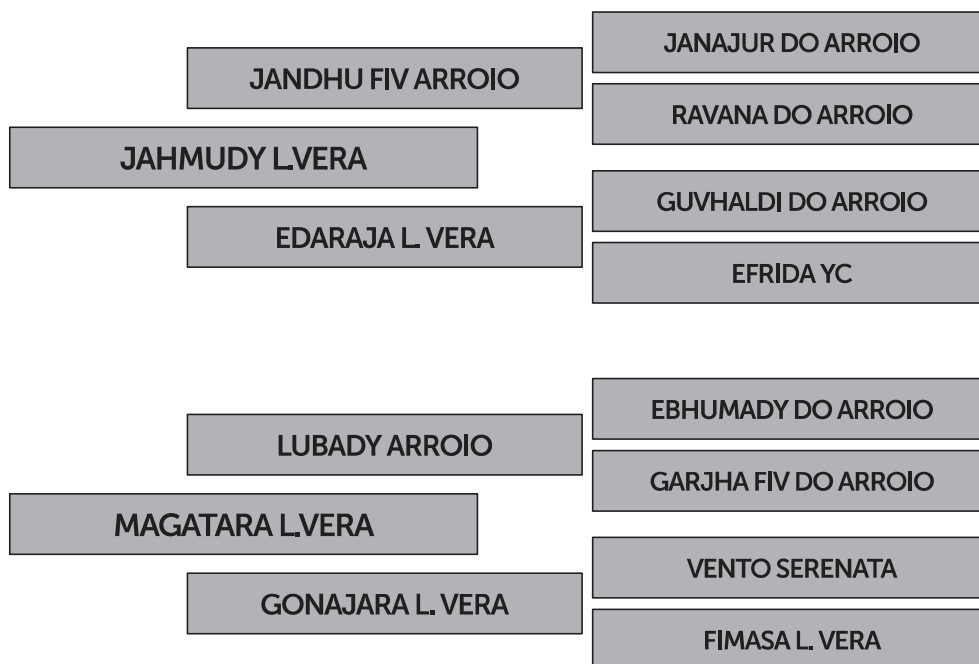 JANAJUR DO ARROIO
JANDHU FIV ARROIO
RAVANA DO ARROIO
JAHMUDY L.VERA
GUVHALDI DO ARROIO
EDARAJA L. VERA
EFRIDA YC
EBHUMADY DO ARROIO
LUBADY ARROIO
GARJHA FIV DO ARROIO
MAGATARA L.VERA
VENTO SERENATA
GONAJARA L. VERA
FIMASA L. VERA